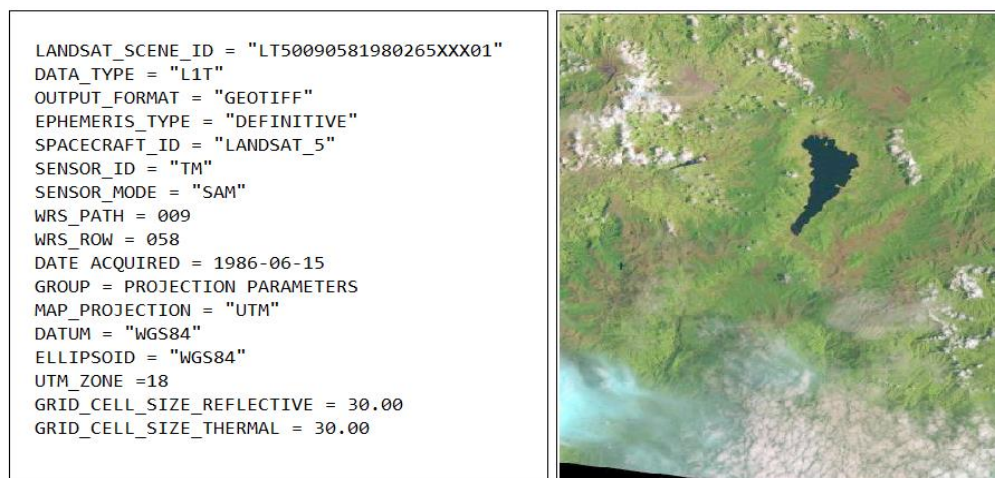 LANDSAT_SCENE_ID = "LT50090581980265XXX01"
DATA_TYPE = "L1T"
OUTPUT_FORMAT = "GEOTIFF"
EPHEMERIS_TYPE = "DEFINITIVE"
SPACECRAFT_ID = "LANDSAT_5"
SENSOR_ID = "TM"
SENSOR_MODE = "SAM"
WRS_PATH = 009
WRS_ROW = 058
DATE ACQUIRED = 1986-06-15
GROUP = PROJECTION PARAMETERS
MAP_PROJECTION = "UTM"
DATUM = "WGS84"
ELLIPSOID = "WGS84"
UTM_ZONE =18
GRID_CELL_SIZE_REFLECTIVE = 30.00
GRID_CELL_SIZE_THERMAL = 30.00